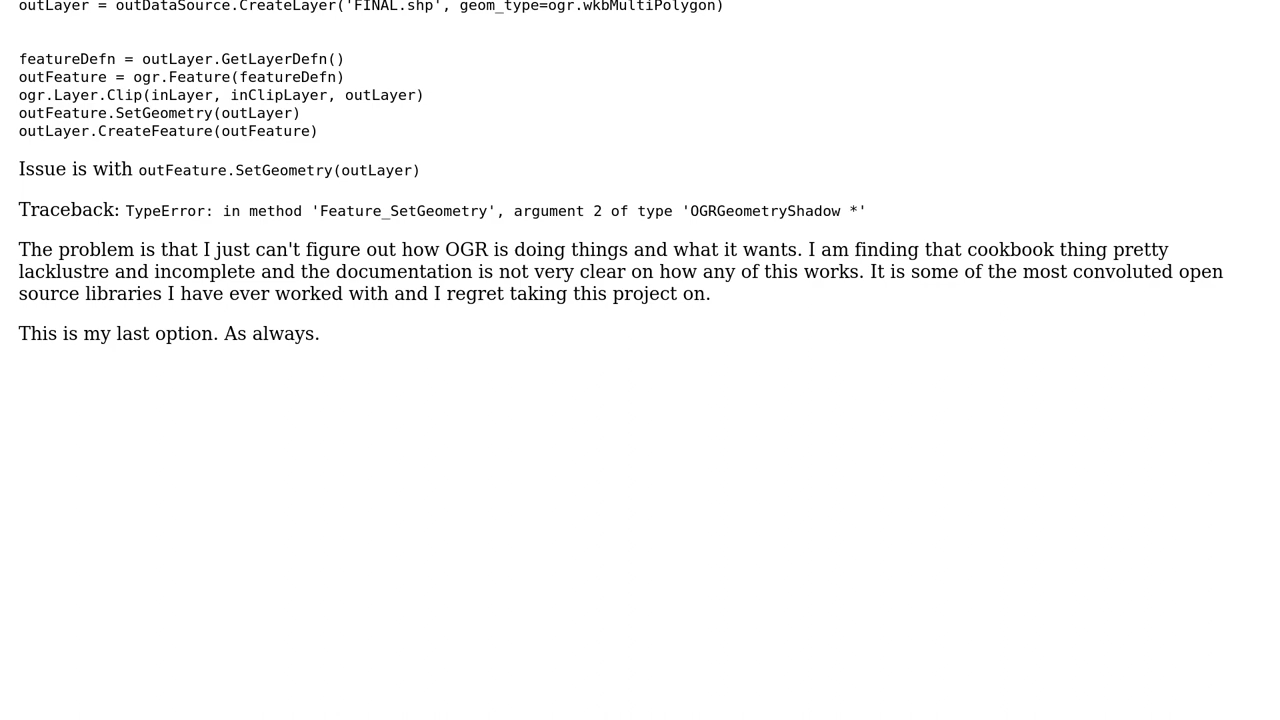 outLayer = outDataSource.CreateLayer('FINAL.shp', geom_type=ogr.wkbMultiPolygon)
featureDefn = outLayer.GetLayerDefn()
outFeature = ogr.Feature(featureDefn)
ogr.Layer.Clip(inLayer, inClipLayer, outLayer)
outFeature.SetGeometry(outLayer)
outLayer.CreateFeature(outFeature)
Issue is with outFeature.SetGeometry(outLayer)
Traceback: TypeError: in method 'Feature_SetGeometry', argument 2 of type 'OGRGeometryShadow *'
The problem is that I just can't figure out how OGR is doing things and what it wants. I am finding that cookbook thing pretty
lacklustre and incomplete and the documentation is not very clear on how any of this works. It is some of the most convoluted open
source libraries I have ever worked with and I regret taking this project on.
This is my last option. As always.